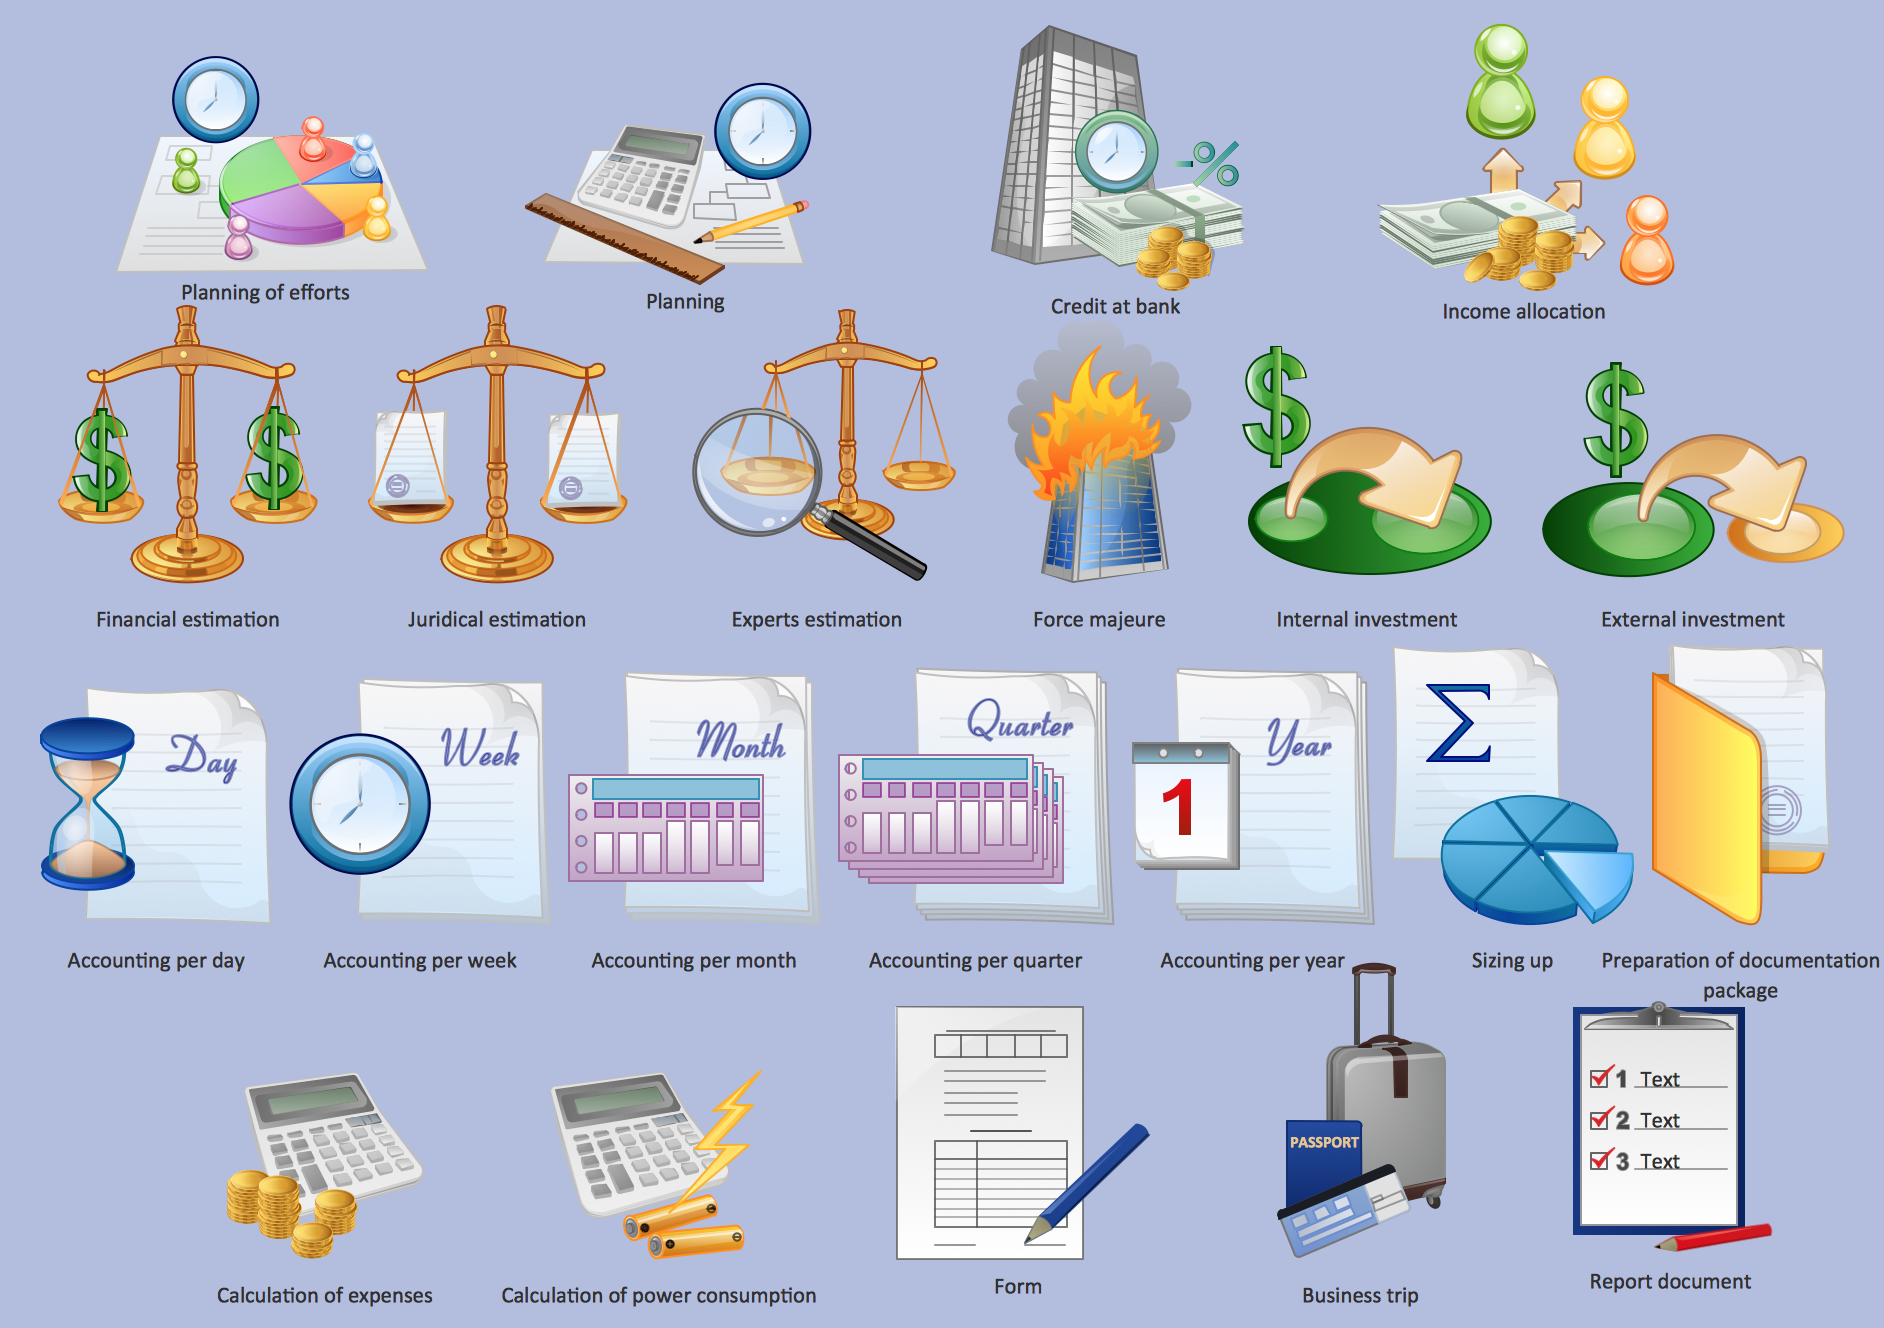 Planning of efforts
Planning
Credit at bank
Income allocation
Financial estimation
Juridical estimation
Experts estimation
Force majeure
Internal investment
External investment
Day
Week
Month
Quarter
Year
1
Σ
Accounting per day
Accounting per week
Accounting per month
Accounting per quarter
Accounting per year
Sizing up
Preparation of documentation
package
PASSPORT
1 Text
2 Text
3 Text
Calculation of expenses
Calculation of power consumption
Form
Business trip
Report document